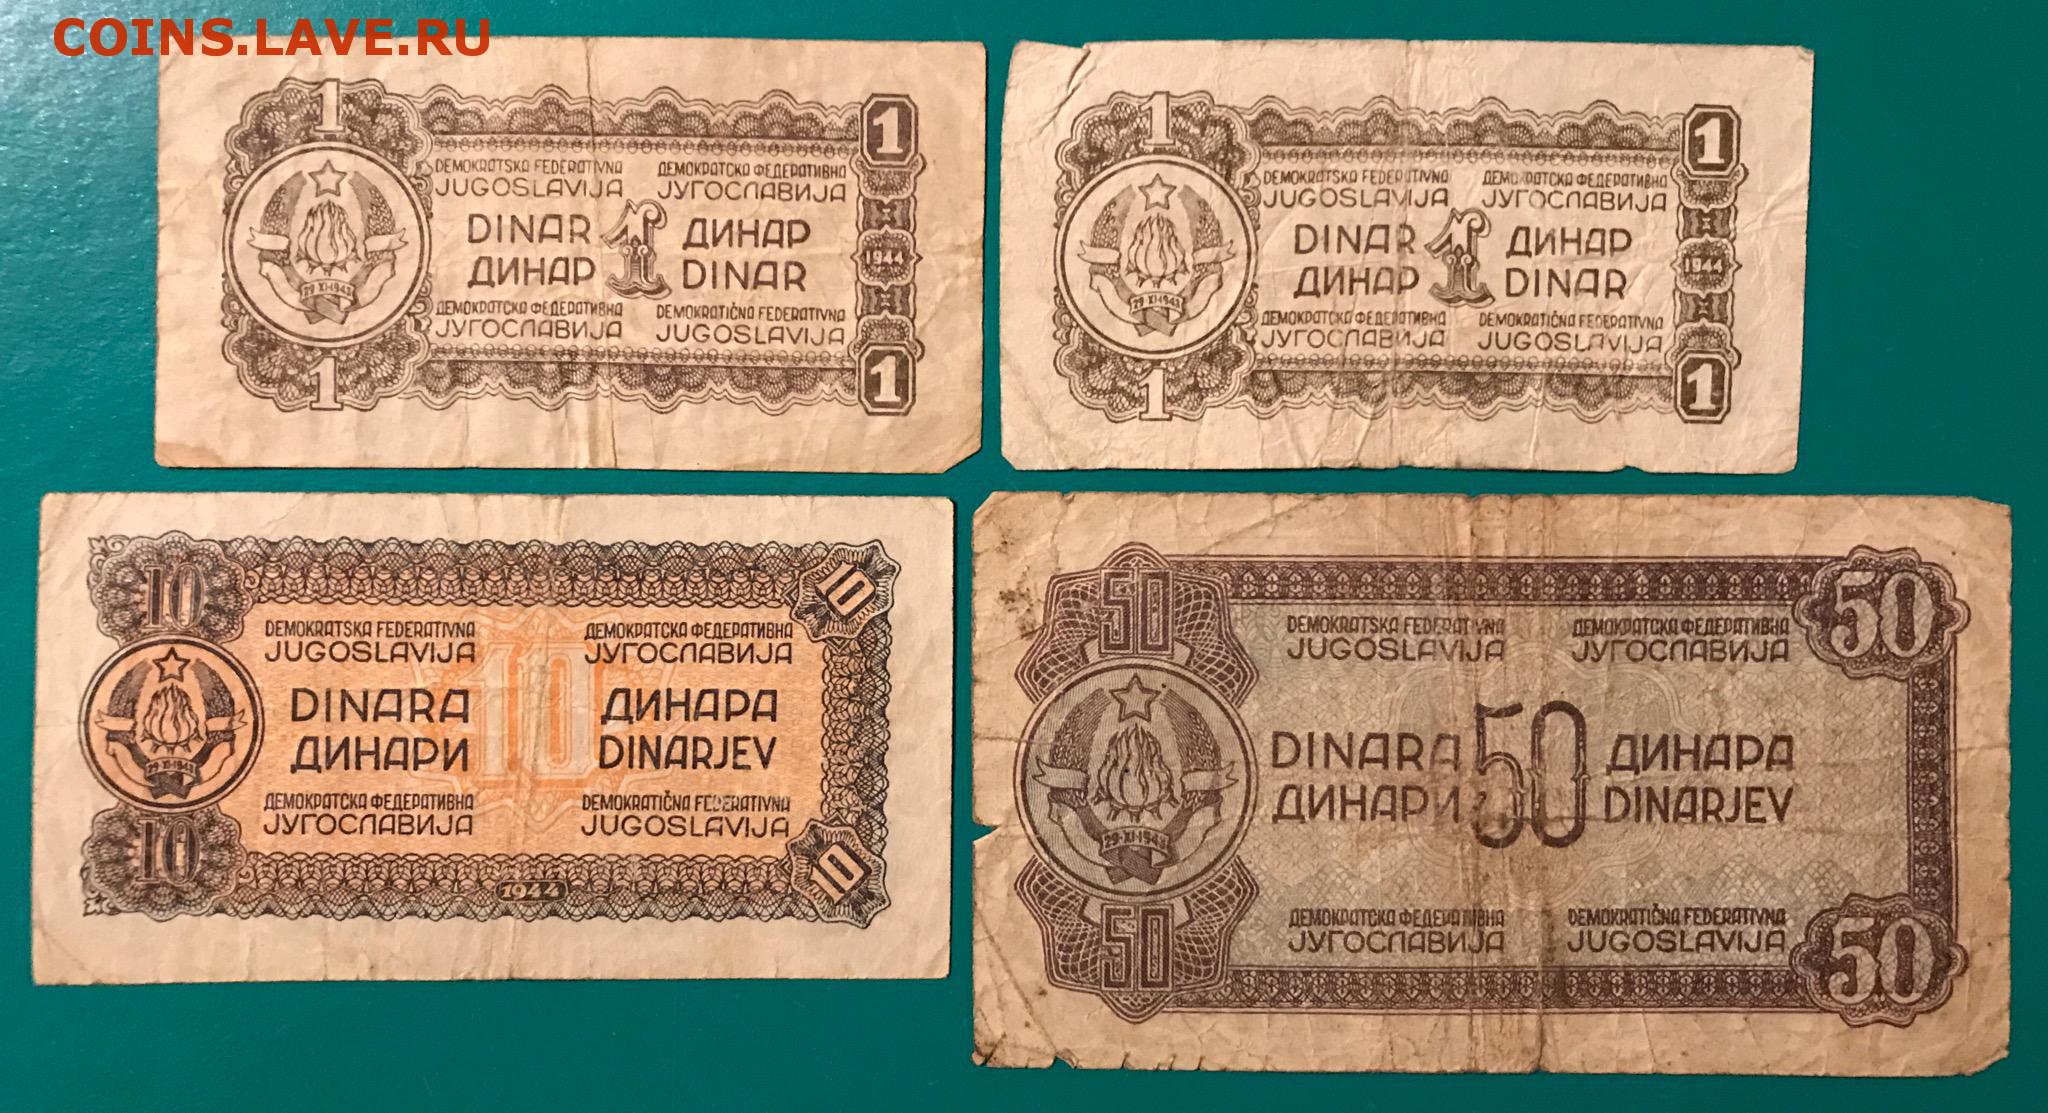 COINS.LAVE.RU
1
1
DEMOKRATSKA FEDERATIVNA
JUGOSLAVIJA
ДЕМОКРАТСКА ФЕДЕРАТИВНА
ЈУГОСЛАВИЈА
DINAR 1 ДИНАР
ДИНАР DINAR
1944
29·XI·1943
ДЕМОКРАТСКА ФЕДЕРАТИВНА
ЈУГОСЛАВИЈА
DEMOKRATIČNA FEDERATIVNA
JUGOSLAVIJA
1
1
1
1
DEMOKRATSKA FEDERATIVNA
JUGOSLAVIJA
ДЕМОКРАТСКА ФЕДЕРАТИВНА
ЈУГОСЛАВИЈА
DINAR 1 ДИНАР
ДИНАР DINAR
1944
29·XI·1943
ДЕМОКРАТСКА ФЕДЕРАТИВНА
ЈУГОСЛАВИЈА
DEMOKRATIČNA FEDERATIVNA
JUGOSLAVIJA
1
1
10
10
DEMOKRATSKA FEDERATIVNA
JUGOSLAVIJA
ДЕМОКРАТСКА ФЕДЕРАТИВНА
ЈУГОСЛАВИЈА
10
DINARA ДИНАРА
ДИНАРИ DINARJEV
29·XI·1943
ДЕМОКРАТСКА ФЕДЕРАТИВНА
ЈУГОСЛАВИЈА
DEMOKRATIČNA FEDERATIVNA
JUGOSLAVIJA
10
10
1944
50
50
DEMOKRATSKA FEDERATIVNA
JUGOSLAVIJA
ДЕМОКРАТСКА ФЕДЕРАТИВНА
ЈУГОСЛАВИЈА
DINARA 50 ДИНАРА
ДИНАРИ DINARJEV
29·XI·1943
ДЕМОКРАТСКА ФЕДЕРАТИВНА
ЈУГОСЛАВИЈА
DEMOKRATIČNA FEDERATIVNA
JUGOSLAVIJA
50
50